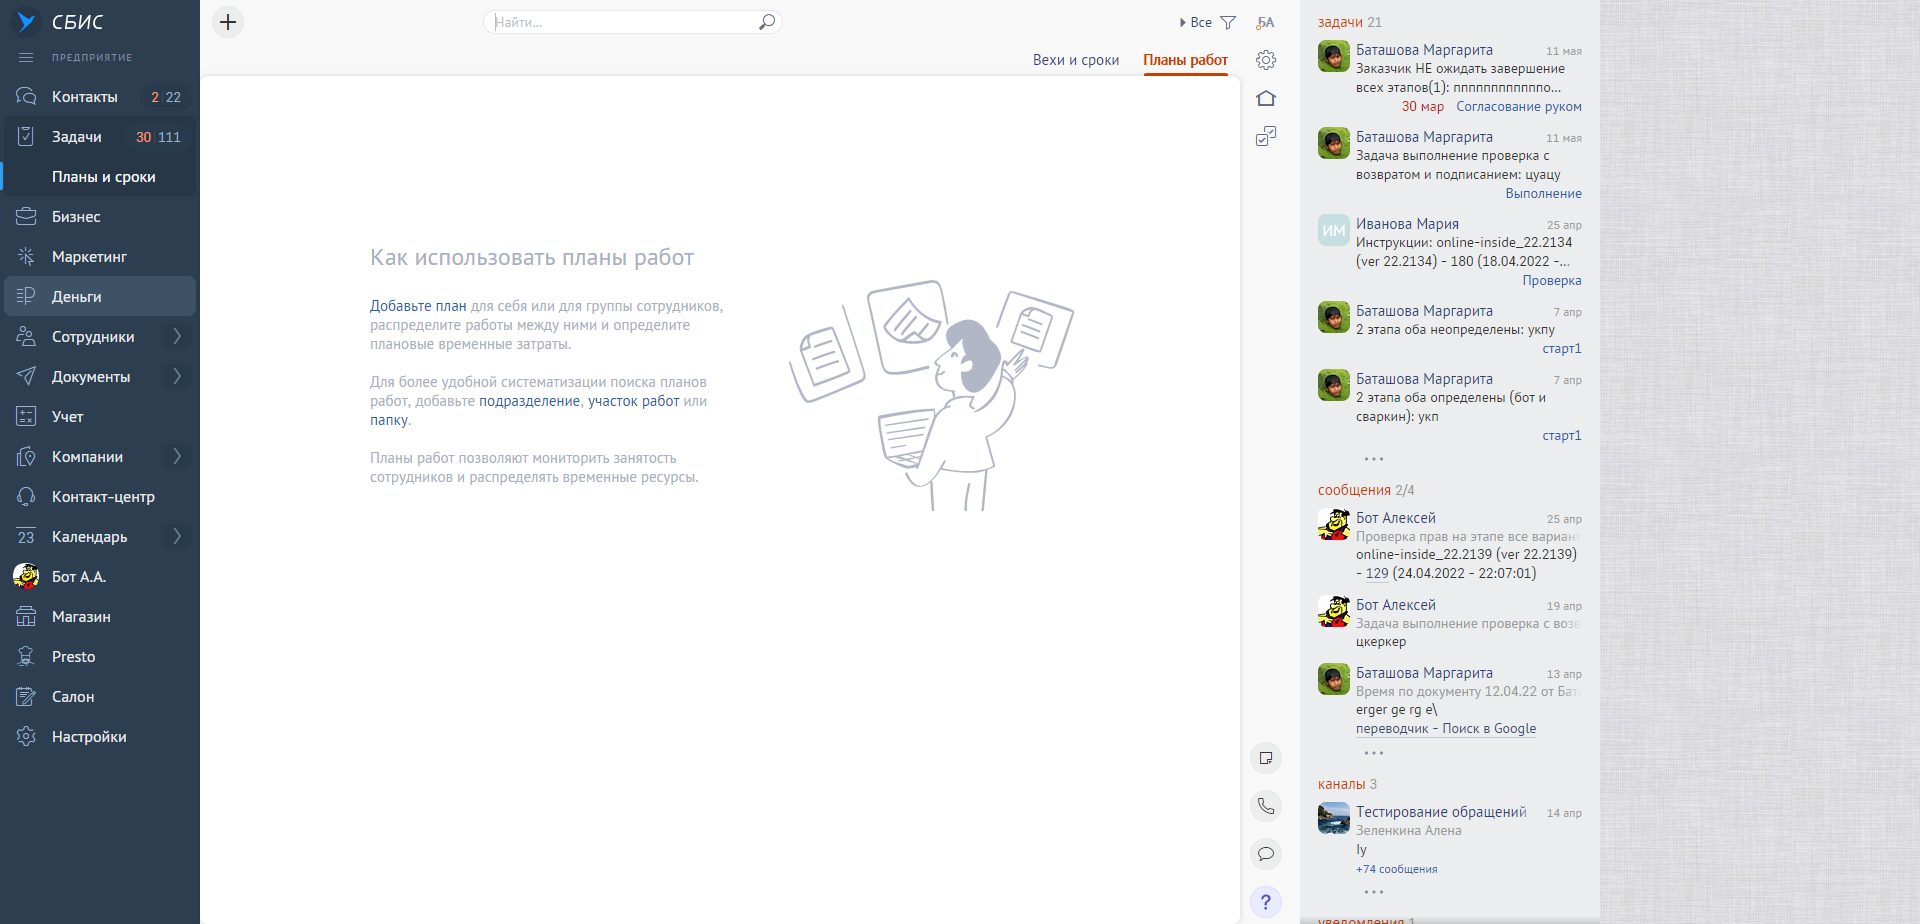 СБИС
ПРЕДПРИЯТИЕ
Контакты 2 22
Задачи 30 111
Планы и сроки
Бизнес
Маркетинг
Деньги
Сотрудники
Документы
Учет
Компании
Контакт-центр
23 Календарь
Бот А.А.
Магазин
Presto
Салон
Настройки
Найти...
Все
БА
Вехи и сроки Планы работ
Как использовать планы работ
Добавьте план для себя или для группы сотрудников,
распределите работы между ними и определите
плановые временные затраты.
Для более удобной систематизации поиска планов
работ, добавьте подразделение, участок работ или
папку.
Планы работ позволяют мониторить занятость
сотрудников и распределять временные ресурсы.
?
задачи 21
Баташова Маргарита 11 мая
Заказчик НЕ ожидать завершение
всех этапов(1): пппппппппппо...
30 мар Согласование руком
Баташова Маргарита 11 мая
Задача выполнение проверка с
возвратом и подписанием: цуацу
Выполнение
ИМ
Иванова Мария 25 апр
Инструкции: online-inside_22.2134
(ver 22.2134) - 180 (18.04.2022 -...
Проверка
Баташова Маргарита 7 апр
2 этапа оба неопределены: укпу
старт1
Баташова Маргарита 7 апр
2 этапа оба определены (бот и
сваркин): укп
старт1
...
сообщения 2/4
Бот Алексей 25 апр
Проверка прав на этапе все вариант
online-inside_22.2139 (ver 22.2139)
- 129 (24.04.2022 - 22:07:01)
Бот Алексей 19 апр
Задача выполнение проверка с возв
цкеркер
Баташова Маргарита 13 апр
Время по документу 12.04.22 от Бата
erger ge rg e\
переводчик - Поиск в Google
...
каналы 3
Тестирование обращений 14 апр
Зеленкина Алена
Iy
+74 сообщения
...
уведомления 1